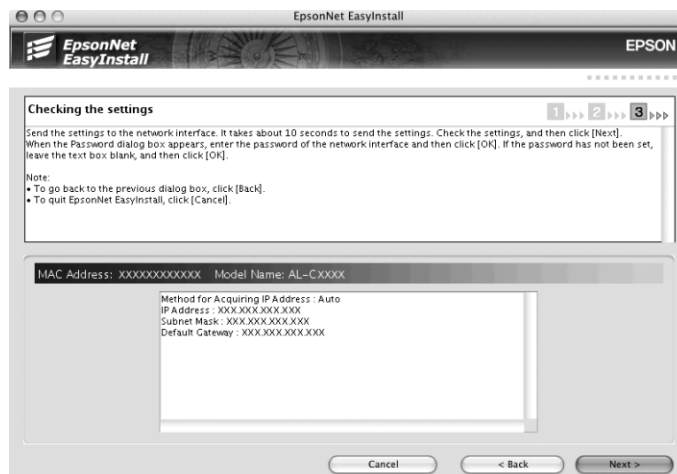 EpsonNet EasyInstall
EpsonNet
EasyInstall
EPSON
Checking the settings
1 2 3
Send the settings to the network interface. It takes about 10 seconds to send the settings. Check the settings, and then click [Next].
When the Password dialog box appears, enter the password of the network interface and then click [OK]. If the password has not been set,
leave the text box blank, and then click [OK].
Note:
• To go back to the previous dialog box, click [Back].
• To quit EpsonNet EasyInstall, click [Cancel].
MAC Address: XXXXXXXXXXXX Model Name: AL-CXXXX
Method for Acquiring IP Address : Auto
IP Address : XXX.XXX.XXX.XXX
Subnet Mask : XXX.XXX.XXX.XXX
Default Gateway : XXX.XXX.XXX.XXX
Cancel < Back Next >